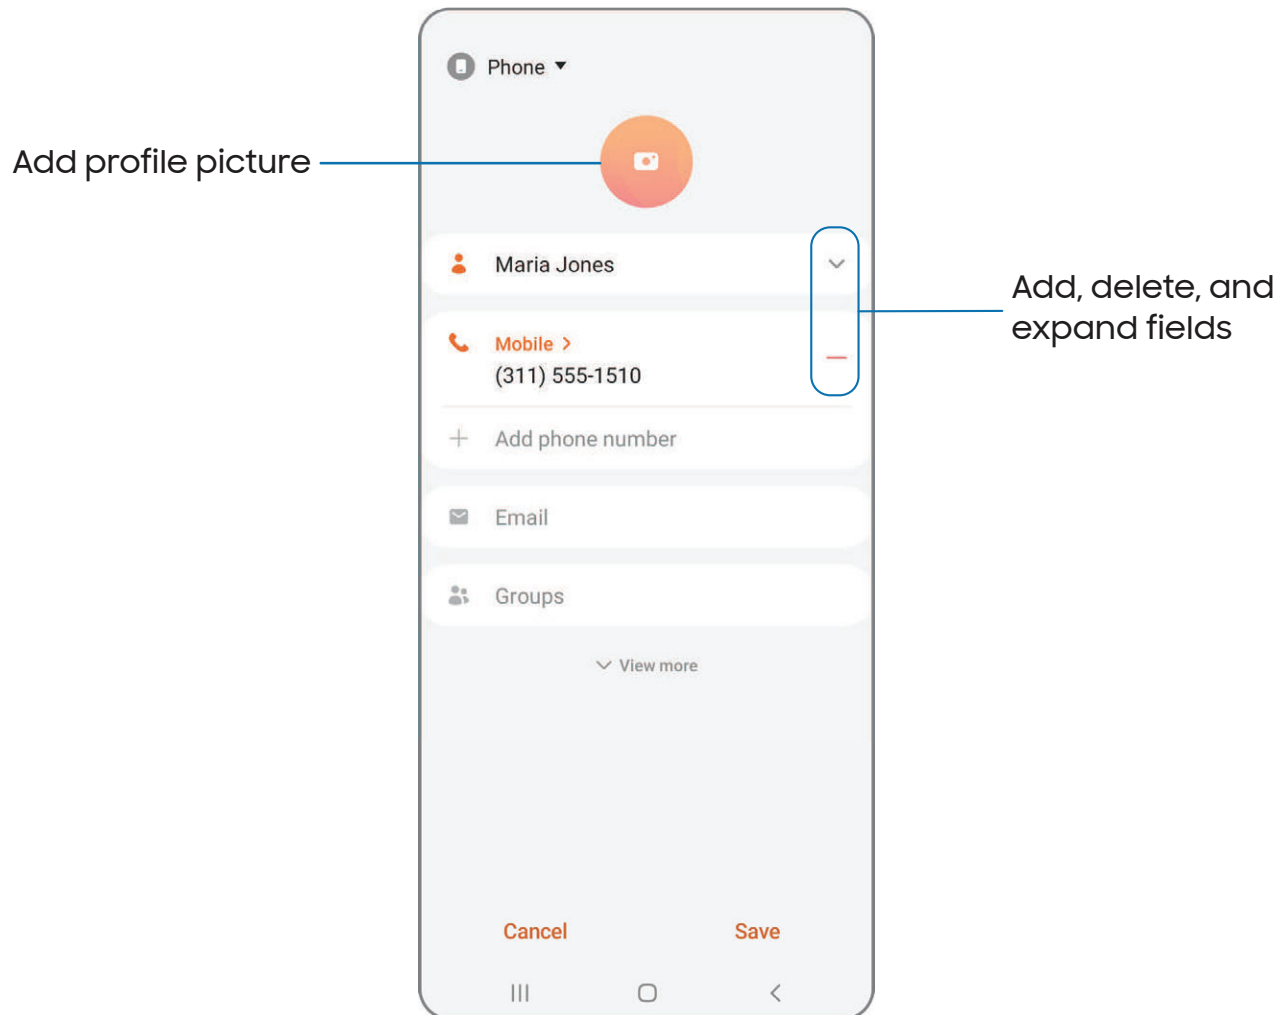 Phone
Add profile picture
Maria Jones
Add, delete, and
expand fields
Mobile >
(311) 555-1510
Add phone number
Email
Groups
View more
Cancel
Save